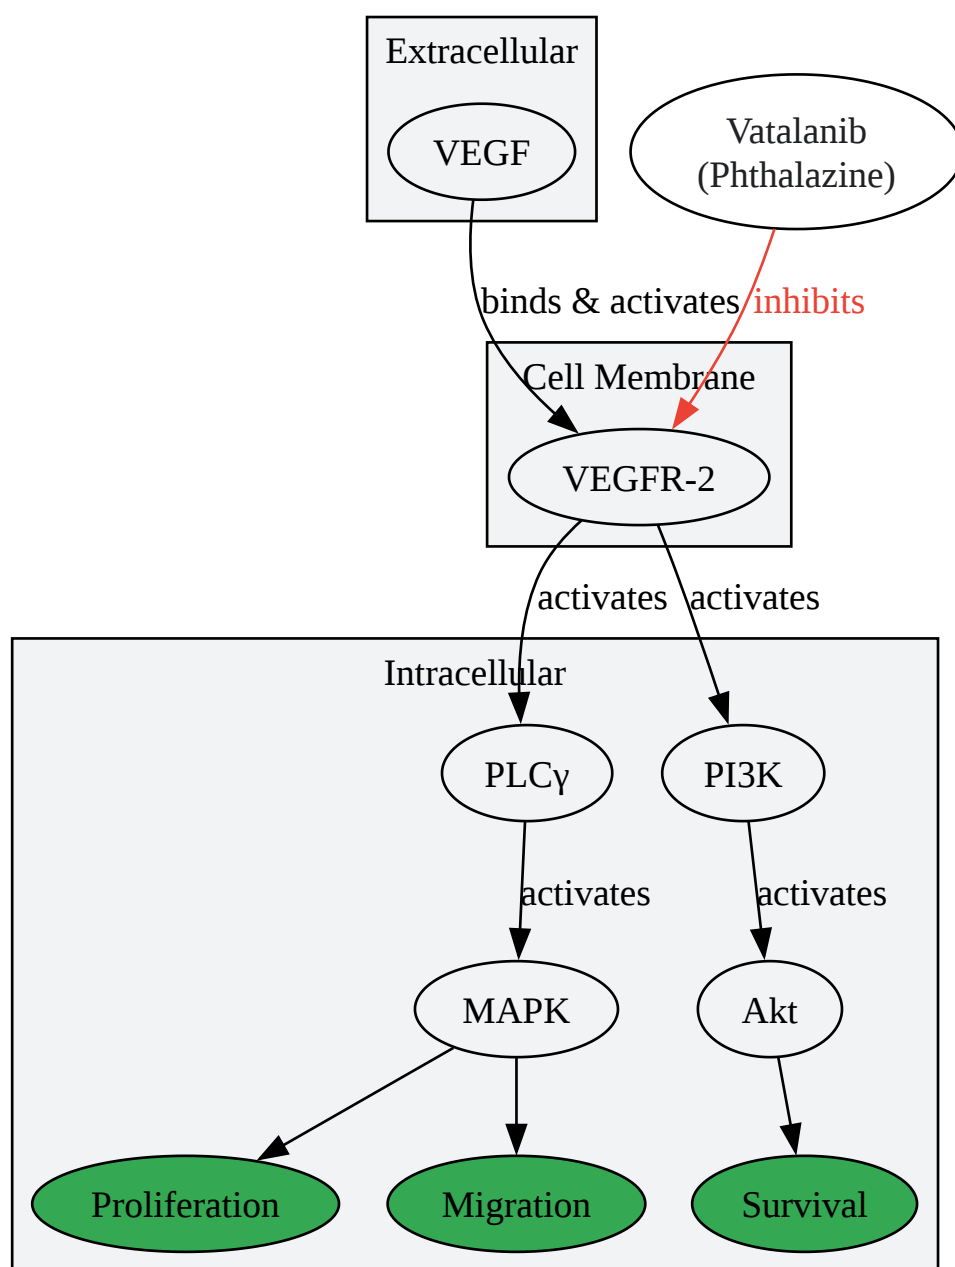 Extracellular
VEGF
Vatalanib
(Phthalazine)
binds & activates
inhibits
Cell Membrane
VEGFR-2
activates
activates
Intracellular
PLCγ
PI3K
activates
activates
MAPK
Akt
Proliferation
Migration
Survival